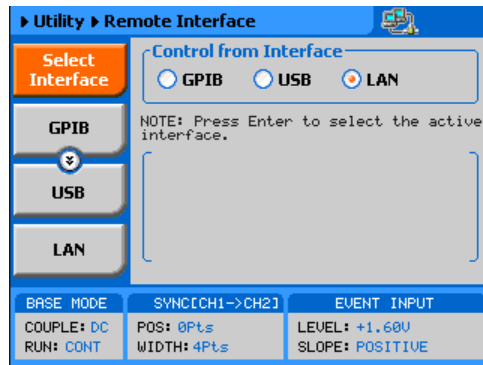 Utility Remote Interface
Select
Interface
Control from Interface
GPIB USB LAN
GPIB
NOTE: Press Enter to select the active
interface.
USB
LAN
BASE MODE
COUPLE: DC
RUN: CONT
SYNC[CH1->CH2]
POS: 0Pts
WIDTH: 4Pts
EVENT INPUT
LEVEL: +1.60V
SLOPE: POSITIVE